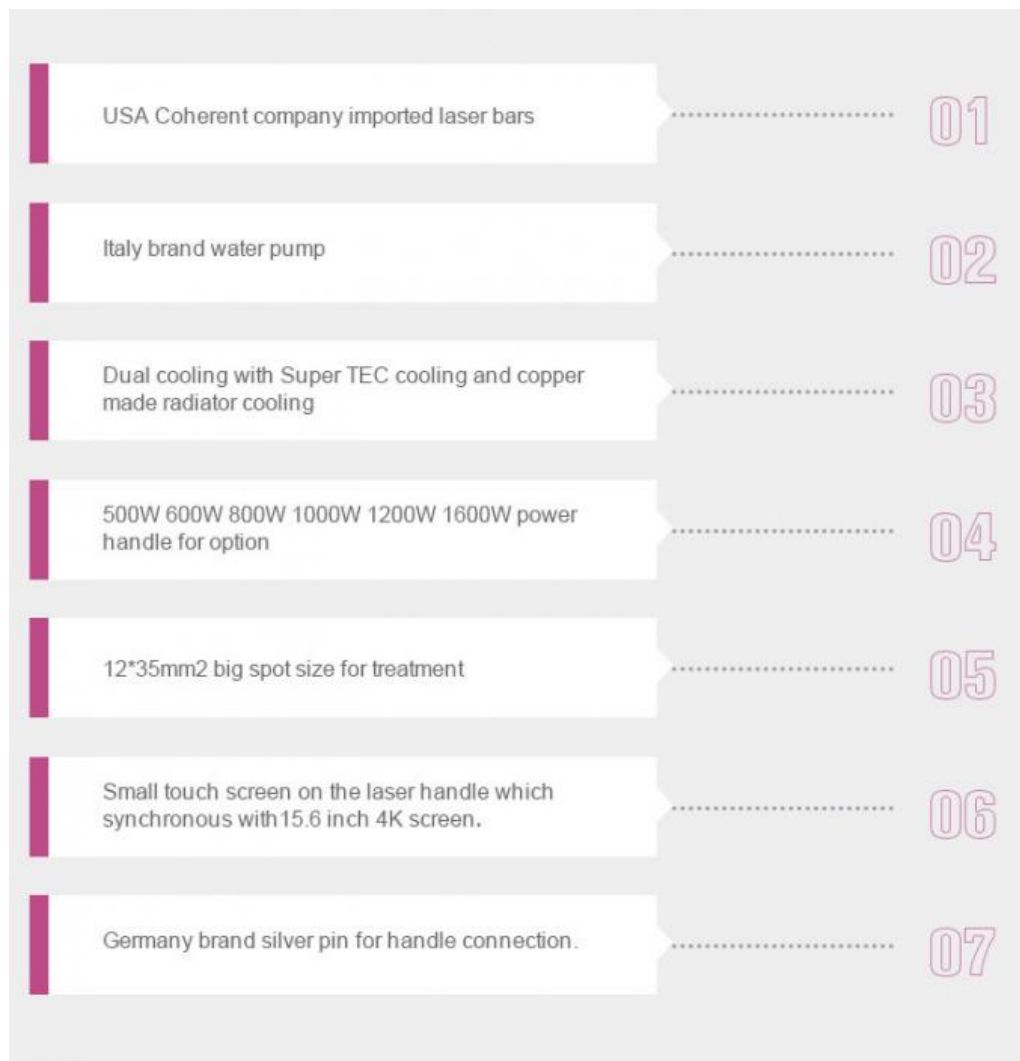 USA Coherent company imported laser bars
01
Italy brand water pump
02
Dual cooling with Super TEC cooling and copper
made radiator cooling
03
500W 600W 800W 1000W 1200W 1600W power
handle for option
04
12*35mm2 big spot size for treatment
05
Small touch screen on the laser handle which
synchronous with15.6 inch 4K screen.
06
Germany brand silver pin for handle connection.
07